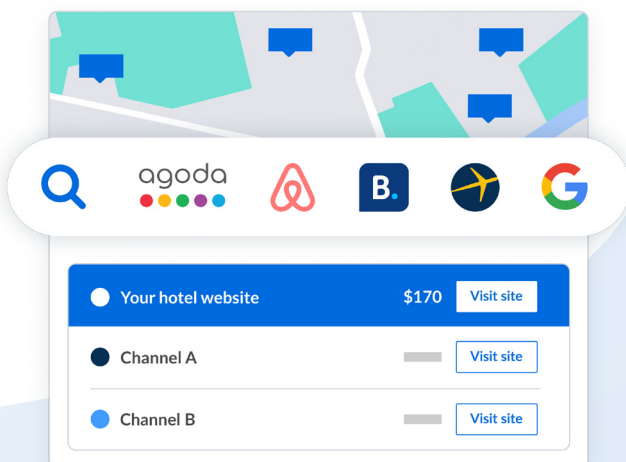 agoda
B.
G
Your hotel website $170 Visit site
Channel A Visit site
Channel B Visit site